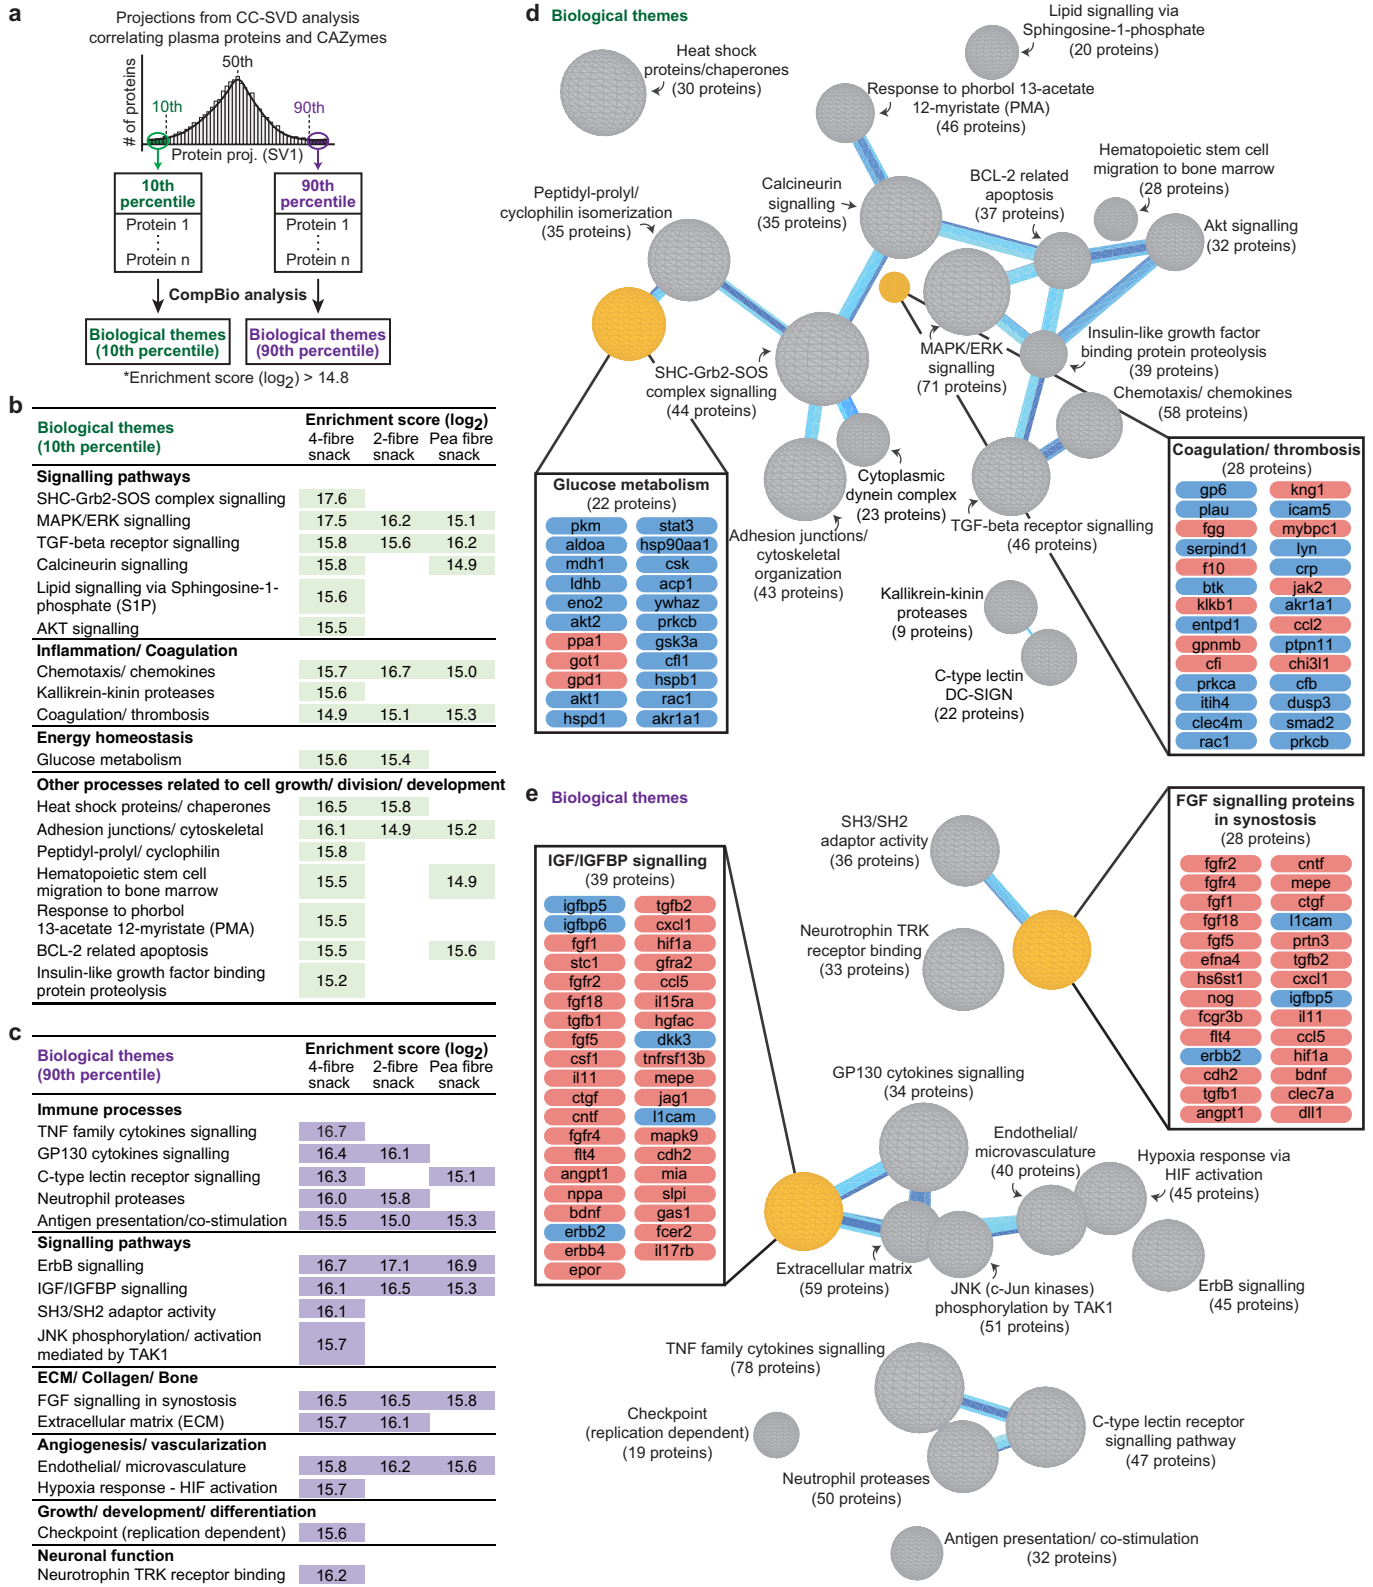 a
Projections from CC-SVD analysis
correlating plasma proteins and CAZymes
50th
10th
90th
# of proteins
Protein proj. (SV1)
10th
percentile
Protein 1
Protein n
90th
percentile
Protein 1
Protein n
CompBio analysis
Biological themes
(10th percentile)
Biological themes
(90th percentile)
*Enrichment score (log2) > 14.8
b
Biological themes
(10th percentile)
Enrichment score (log2)
4-fibre snack
2-fibre snack
Pea fibre snack
Signalling pathways
SHC-Grb2-SOS complex signalling 17.6
MAPK/ERK signalling 17.5 16.2 15.1
TGF-beta receptor signalling 15.8 15.6 16.2
Calcineurin signalling 15.8 14.9
Lipid signalling via Sphingosine-1-
phosphate (S1P) 15.6
AKT signalling 15.5
Inflammation/ Coagulation
Chemotaxis/ chemokines 15.7 16.7 15.0
Kallikrein-kinin proteases 15.6
Coagulation/ thrombosis 14.9 15.1 15.3
Energy homeostasis
Glucose metabolism 15.6 15.4
Other processes related to cell growth/ division/ development
Heat shock proteins/ chaperones 16.5 15.8
Adhesion junctions/ cytoskeletal 16.1 14.9 15.2
Peptidyl-prolyl/ cyclophilin 15.8
Hematopoietic stem cell
migration to bone marrow 15.5 14.9
Response to phorbol
13-acetate 12-myristate (PMA) 15.5
BCL-2 related apoptosis 15.5 15.6
Insulin-like growth factor binding
protein proteolysis 15.2
c
Biological themes
(90th percentile)
Enrichment score (log2)
4-fibre snack
2-fibre snack
Pea fibre snack
Immune processes
TNF family cytokines signalling 16.7
GP130 cytokines signalling 16.4 16.1
C-type lectin receptor signalling 16.3 15.1
Neutrophil proteases 16.0 15.8
Antigen presentation/co-stimulation 15.5 15.0 15.3
Signalling pathways
ErbB signalling 16.7 17.1 16.9
IGF/IGFBP signalling 16.1 16.5 15.3
SH3/SH2 adaptor activity 16.1
JNK phosphorylation/ activation
mediated by TAK1 15.7
ECM/ Collagen/ Bone
FGF signalling in synostosis 16.5 16.5 15.8
Extracellular matrix (ECM) 15.7 16.1
Angiogenesis/ vascularization
Endothelial/ microvasculature 15.8 16.2 15.6
Hypoxia response - HIF activation 15.7
Growth/ development/ differentiation
Checkpoint (replication dependent) 15.6
Neuronal function
Neurotrophin TRK receptor binding 16.2
d
Biological themes
Heat shock
proteins/chaperones
(30 proteins)
Lipid signalling via
Sphingosine-1-phosphate
(20 proteins)
Response to phorbol 13-acetate
12-myristate (PMA)
(46 proteins)
Hematopoietic stem cell
migration to bone marrow
(28 proteins)
Peptidyl-prolyl/
cyclophilin isomerization
(35 proteins)
Calcineurin
signalling
(35 proteins)
BCL-2 related
apoptosis
(37 proteins)
Akt signalling
(32 proteins)
SHC-Grb2-SOS
complex signalling
(44 proteins)
MAPK/ERK
signalling
(71 proteins)
Insulin-like growth factor
binding protein proteolysis
(39 proteins)
Chemotaxis/ chemokines
(58 proteins)
Cytoplasmic
dynein complex
(23 proteins)
Adhesion junctions/
cytoskeletal
organization
(43 proteins)
TGF-beta receptor signalling
(46 proteins)
Kallikrein-kinin
proteases
(9 proteins)
C-type lectin
DC-SIGN
(22 proteins)
Glucose metabolism
(22 proteins)
pkm stat3
aldoa hsp90aa1
mdh1 csk
ldhb acp1
eno2 ywhaz
akt2 prkcb
ppa1 gsk3a
got1 cfl1
gpd1 hspb1
akt1 rac1
hspd1 akr1a1
Coagulation/ thrombosis
(28 proteins)
gp6 kng1
plau icam5
fgg mybpc1
serpind1 lyn
f10 crp
btk jak2
klkb1 akr1a1
entpd1 ccl2
gpnmb ptpn11
cfi chi3l1
prkca cfb
itih4 dusp3
clec4m smad2
rac1 prkcb
e
Biological themes
IGF/IGFBP signalling
(39 proteins)
igfbp5 tgfb2
igfbp6 cxcl1
fgf1 hif1a
stc1 gfra2
fgfr2 ccl5
fgf18 il15ra
tgfb1 hgfac
fgf5 dkk3
csf1 tnfrsf13b
il11 mepe
ctgf jag1
cntf l1cam
fgfr4 mapk9
flt4 cdh2
angpt1 mia
nppa slpi
bdnf gas1
erbb2 fcer2
erbb4 il17rb
epor
SH3/SH2
adaptor activity
(36 proteins)
Neurotrophin TRK
receptor binding
(33 proteins)
FGF signalling proteins
in synostosis
(28 proteins)
fgfr2 cntf
fgfr4 mepe
fgf1 ctgf
fgf18 l1cam
fgf5 prtn3
efna4 tgfb2
hs6st1 cxcl1
nog igfbp5
fcgr3b il11
flt4 ccl5
erbb2 hif1a
cdh2 bdnf
tgfb1 clec7a
angpt1 dll1
GP130 cytokines signalling
(34 proteins)
Endothelial/
microvasculature
(40 proteins)
Hypoxia response via
HIF activation
(45 proteins)
Extracellular matrix
(59 proteins)
JNK (c-Jun kinases)
phosphorylation by TAK1
(51 proteins)
ErbB signalling
(45 proteins)
TNF family cytokines signalling
(78 proteins)
Checkpoint
(replication dependent)
(19 proteins)
C-type lectin receptor
signalling pathway
(47 proteins)
Neutrophil proteases
(50 proteins)
Antigen presentation/ co-stimulation
(32 proteins)